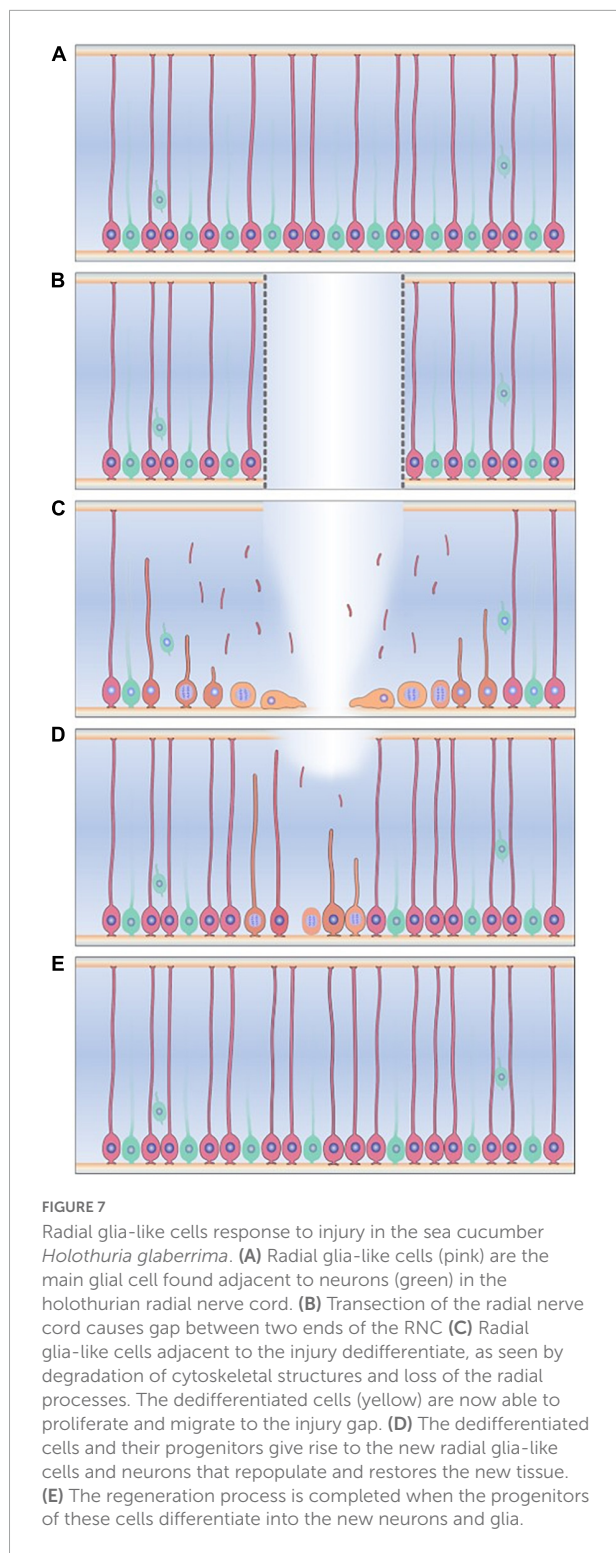 A
B
C
D
E
FIGURE 7
Radial glia-like cells response to injury in the sea cucumber
Holothuria glaberrima. (A) Radial glia-like cells (pink) are the
main glial cell found adjacent to neurons (green) in the
holothurian radial nerve cord. (B) Transection of the radial nerve
cord causes gap between two ends of the RNC (C) Radial
glia-like cells adjacent to the injury dedifferentiate, as seen by
degradation of cytoskeletal structures and loss of the radial
processes. The dedifferentiated cells (yellow) are now able to
proliferate and migrate to the injury gap. (D) The dedifferentiated
cells and their progenitors give rise to the new radial glia-like
cells and neurons that repopulate and restores the new tissue.
(E) The regeneration process is completed when the progenitors
of these cells differentiate into the new neurons and glia.